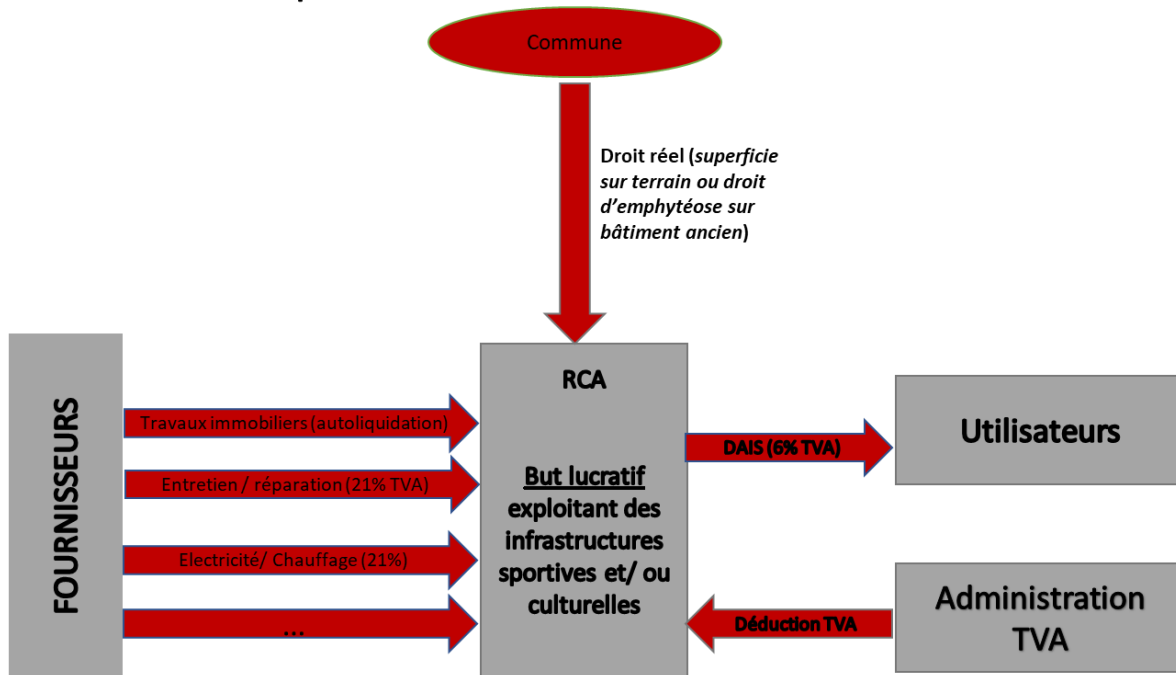 Commune
Droit réel (superficie
sur terrain ou droit
d’emphytéose sur
bâtiment ancien)
FOURNISSEURS
Travaux immobiliers (autoliquidation)
Entretien / réparation (21% TVA)
Electricité/ Chauffage (21%)
...
RCA
But lucratif
exploitant des
infrastructures
sportives et/ ou
culturelles
DAIS (6% TVA)
Utilisateurs
Déduction TVA
Administration
TVA